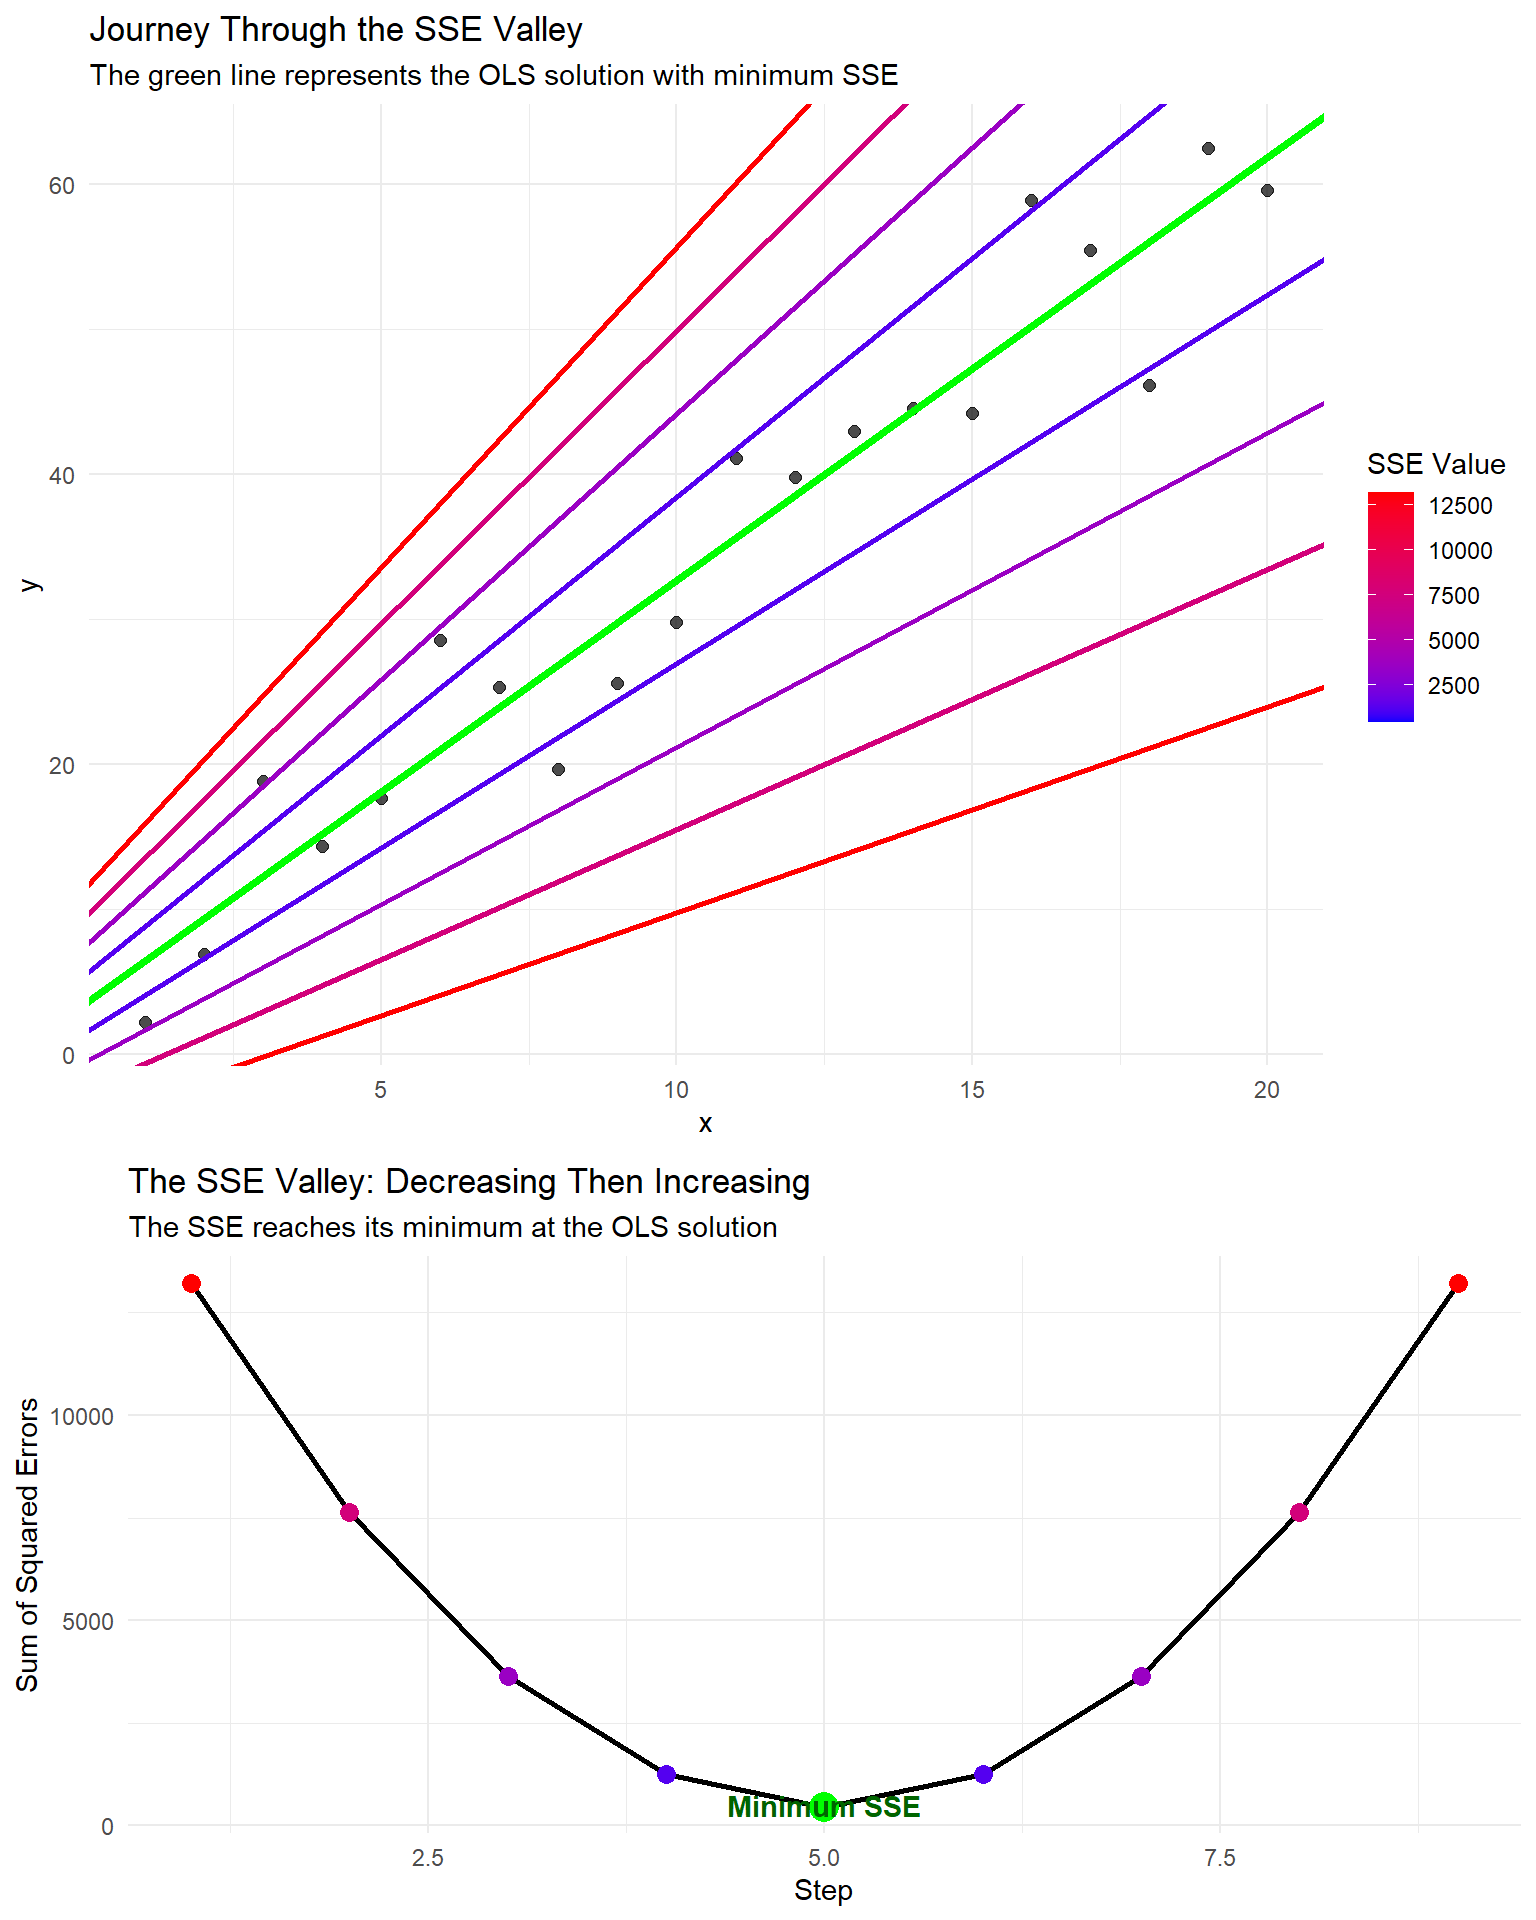 Journey Through the SSE Valley
The green line represents the OLS solution with minimum SSE
60
40
20
0
y
5
10
15
20
x
SSE Value
12500
10000
7500
5000
2500
The SSE Valley: Decreasing Then Increasing
The SSE reaches its minimum at the OLS solution
10000
5000
0
Sum of Squared Errors
Minimum SSE
2.5
5.0
7.5
Step